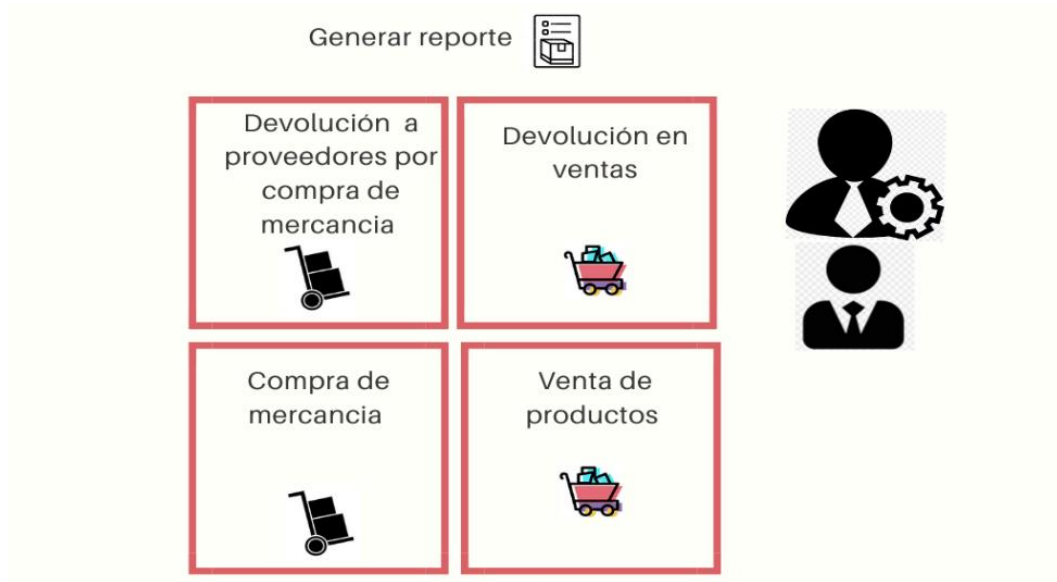 Generar reporte
Devolución a
proveedores por
compra de
mercancia
Devolución en
ventas
Compra de
mercancia
Venta de
productos